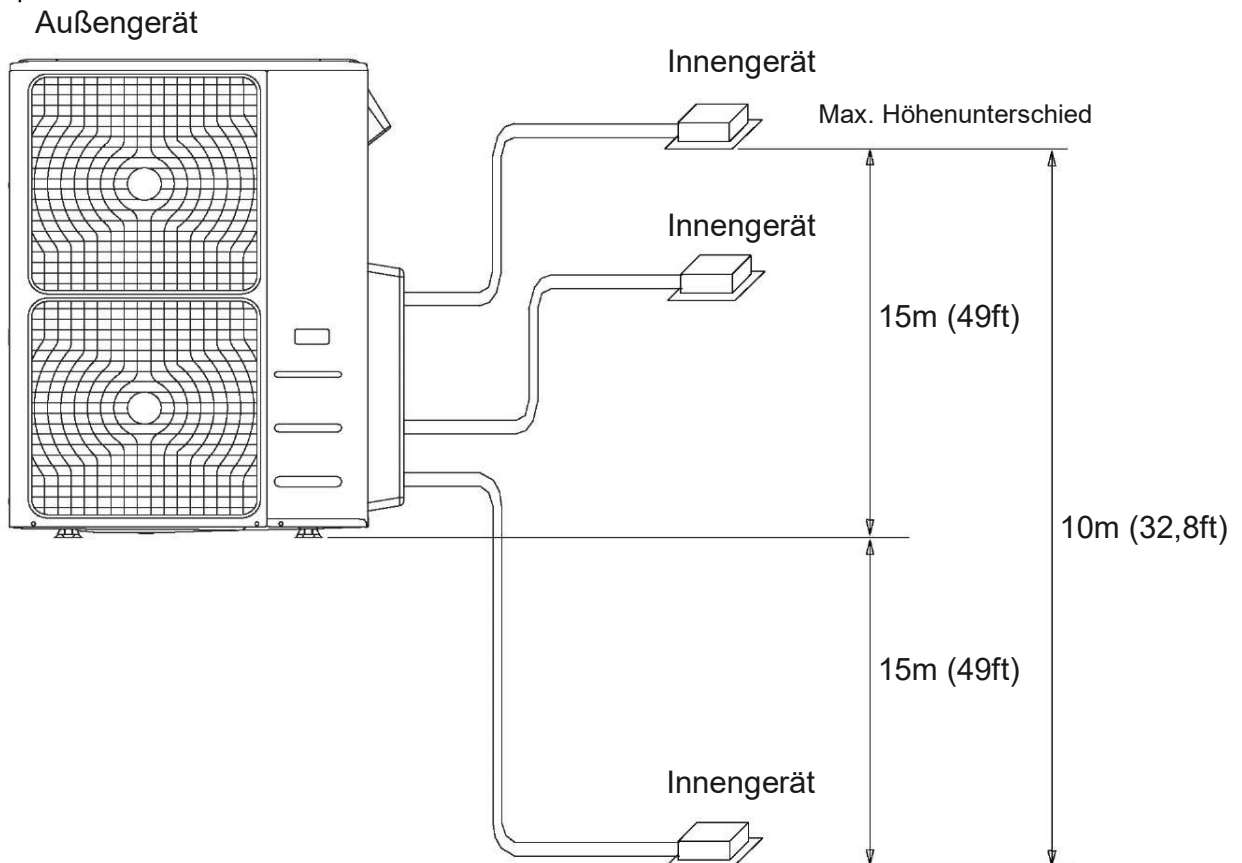 Außengerät
Innengerät
Max. Höhenunterschied
Innengerät
15m (49ft)
10m (32,8ft)
15m (49ft)
Innengerät